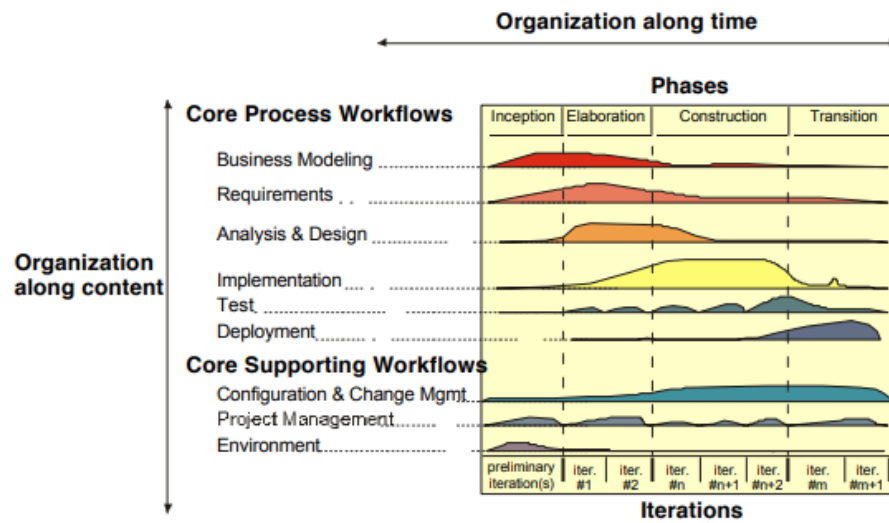 Organization along time
Phases
Core Process Workflows
Inception Elaboration Construction Transition
Business Modeling
Requirements
Analysis & Design
Organization
along content
Implementation
Test
Deployment
Core Supporting Workflows
Configuration & Change Mgmt
Project Management
Environment
preliminary iter. iter. iter. iter. iter. iter. iter.
iteration(s) #1 #2 #n #n+1 #n+2 #m #m+1
Iterations